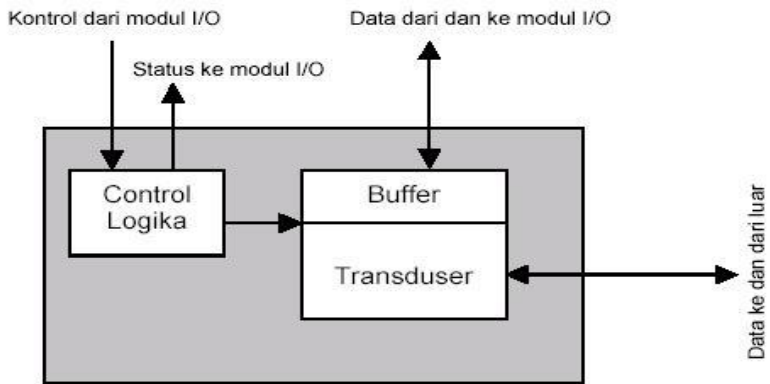 Kontrol dari modul I/O
Data dari dan ke modul I/O
Status ke modul I/O
Control
Logika
Buffer
Transduser
Data ke dan dari luar